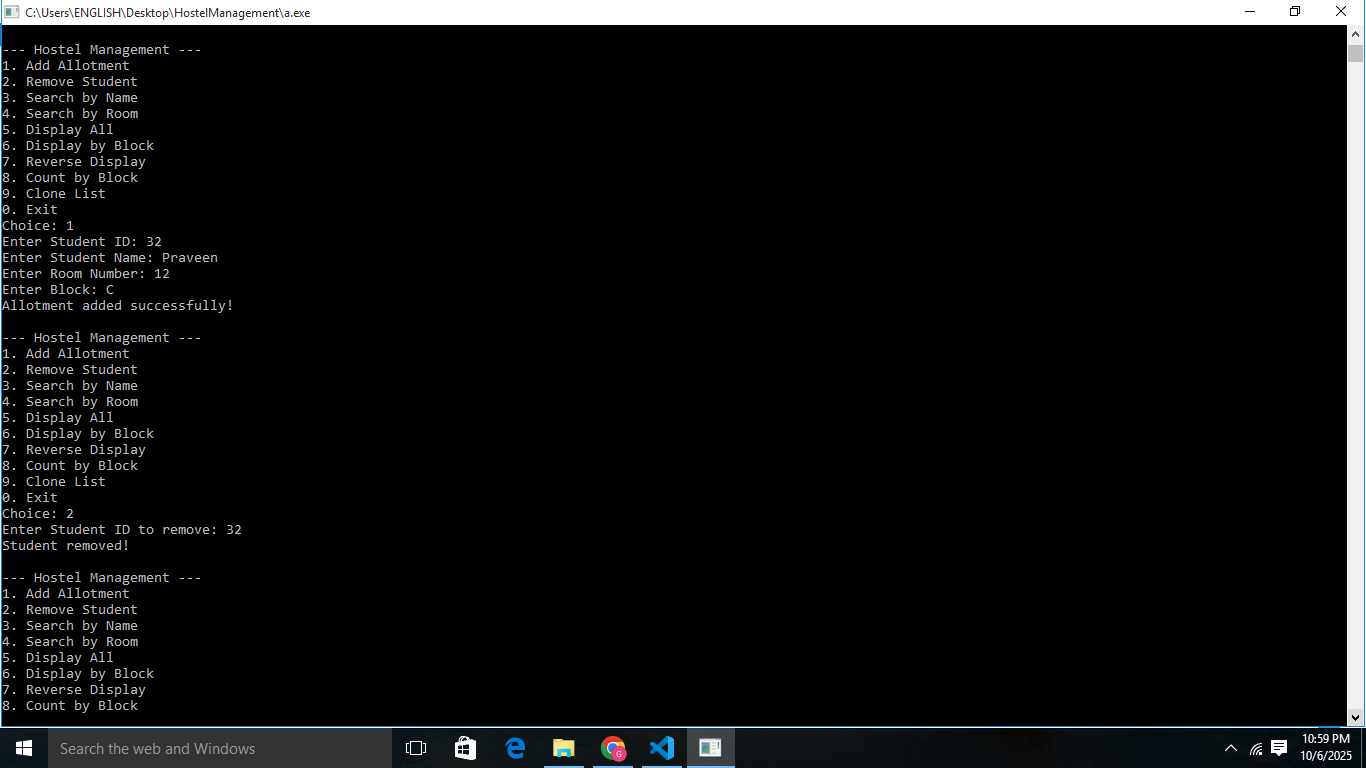 C:\Users\ENGLISH\Desktop\HostelManagement\a.exe
--- Hostel Management ---
1. Add Allotment
2. Remove Student
3. Search by Name
4. Search by Room
5. Display All
6. Display by Block
7. Reverse Display
8. Count by Block
9. Clone List
0. Exit
Choice: 1
Enter Student ID: 32
Enter Student Name: Praveen
Enter Room Number: 12
Enter Block: C
Allotment added successfully!
--- Hostel Management ---
1. Add Allotment
2. Remove Student
3. Search by Name
4. Search by Room
5. Display All
6. Display by Block
7. Reverse Display
8. Count by Block
9. Clone List
0. Exit
Choice: 2
Enter Student ID to remove: 32
Student removed!
--- Hostel Management ---
1. Add Allotment
2. Remove Student
3. Search by Name
4. Search by Room
5. Display All
6. Display by Block
7. Reverse Display
8. Count by Block
Search the web and Windows
G
10:59 PM
10/6/2025